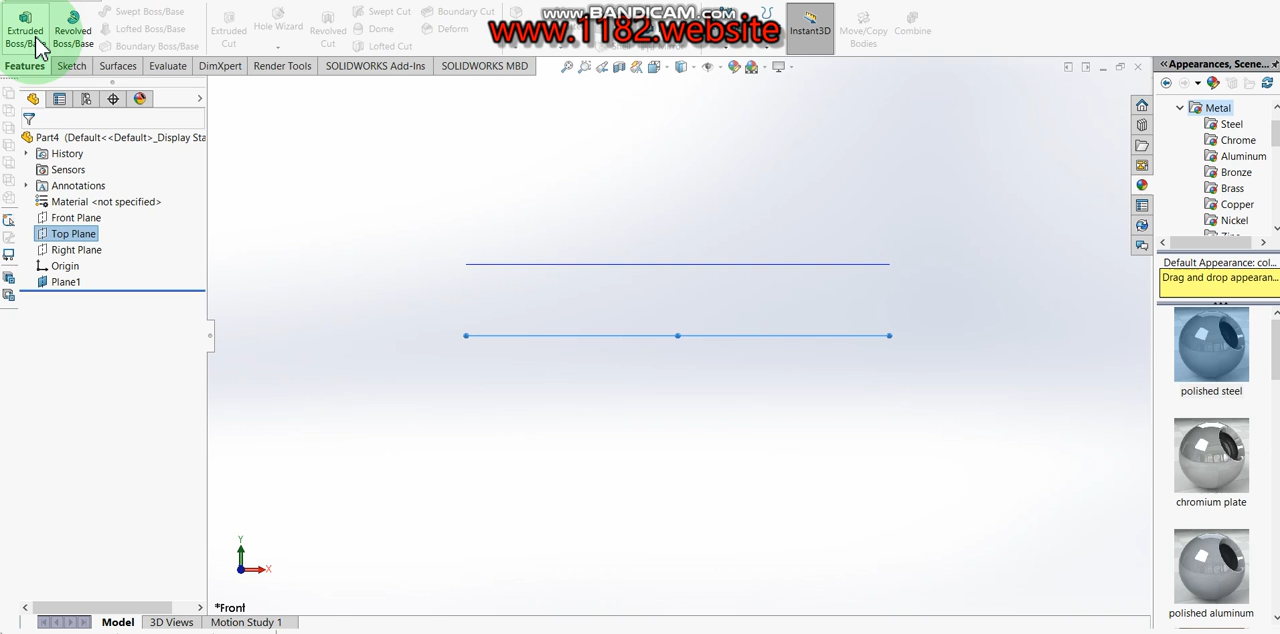 www.BANDICAM.com
www.1182.website
Extruded Boss/Base
Revolved Boss/Base
Swept Boss/Base
Lofted Boss/Base
Boundary Boss/Base
Extruded Cut
Hole Wizard
Revolved Cut
Swept Cut
Lofted Cut
Boundary Cut
Dome
Deform
Instant3D
Move/Copy Bodies
Combine
Features
Sketch
Surfaces
Evaluate
DimXpert
Render Tools
SOLIDWORKS Add-Ins
SOLIDWORKS MBD
Part4 (Default<<Default>_Display Sta
History
Sensors
Annotations
Material <not specified>
Front Plane
Top Plane
Right Plane
Origin
Plane1
Y
X
*Front
Model
3D Views
Motion Study 1
Appearances, Scene...
Metal
Steel
Chrome
Aluminum
Bronze
Brass
Copper
Nickel
Default Appearance: col...
Drag and drop appearan...
polished steel
chromium plate
polished aluminum